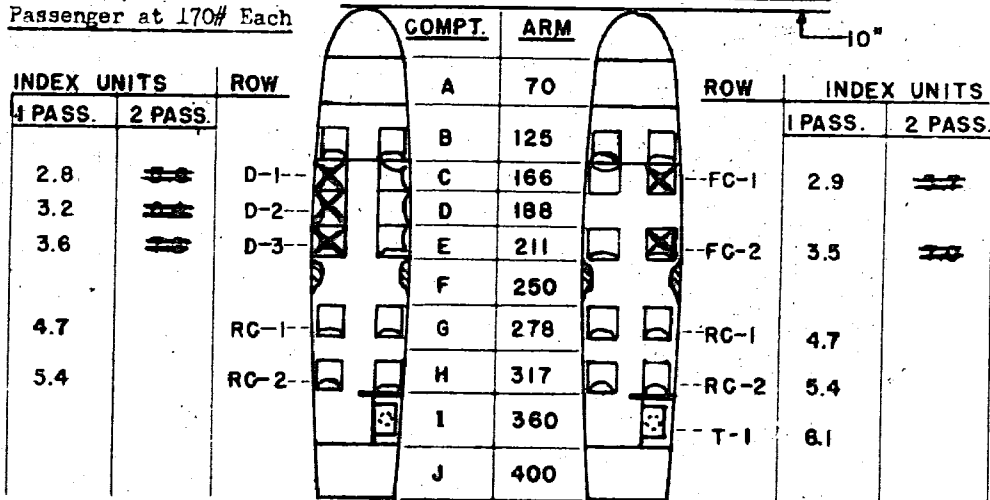 Passenger at 170# Each
COMPT. ARM
10"
INDEX UNITS ROW
1 PASS. 2 PASS.
ROW INDEX UNITS
1 PASS. 2 PASS.
A 70
B 125
2.8 D-1 C 166 FC-1 2.9
3.2 D-2 D 188
3.6 D-3 E 211 FC-2 3.5
F 250
4.7 RC-1 G 278 RC-1 4.7
5.4 RC-2 H 317 RC-2 5.4
I 360 T-1 6.1
J 400